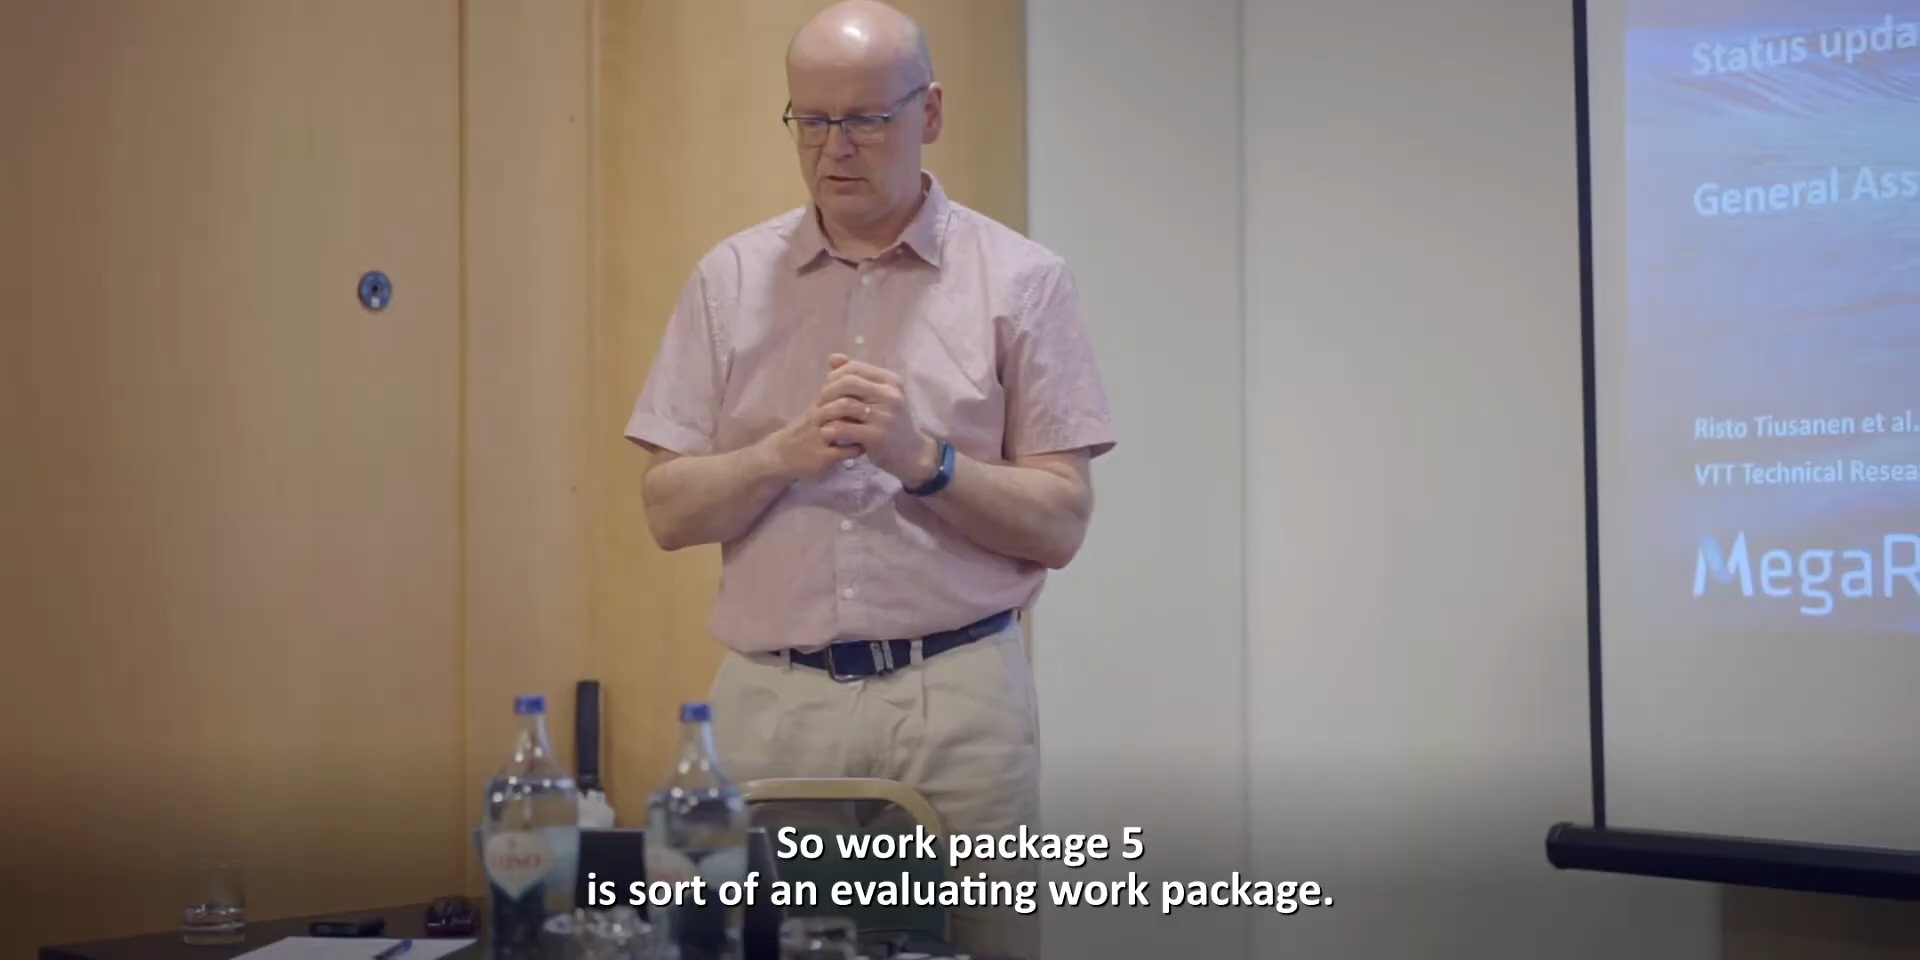 Status upda
General Ass
Risto Tiusanen et al.
VTT Technical Resea
MegaR
So work package 5
is sort of an evaluating work package.